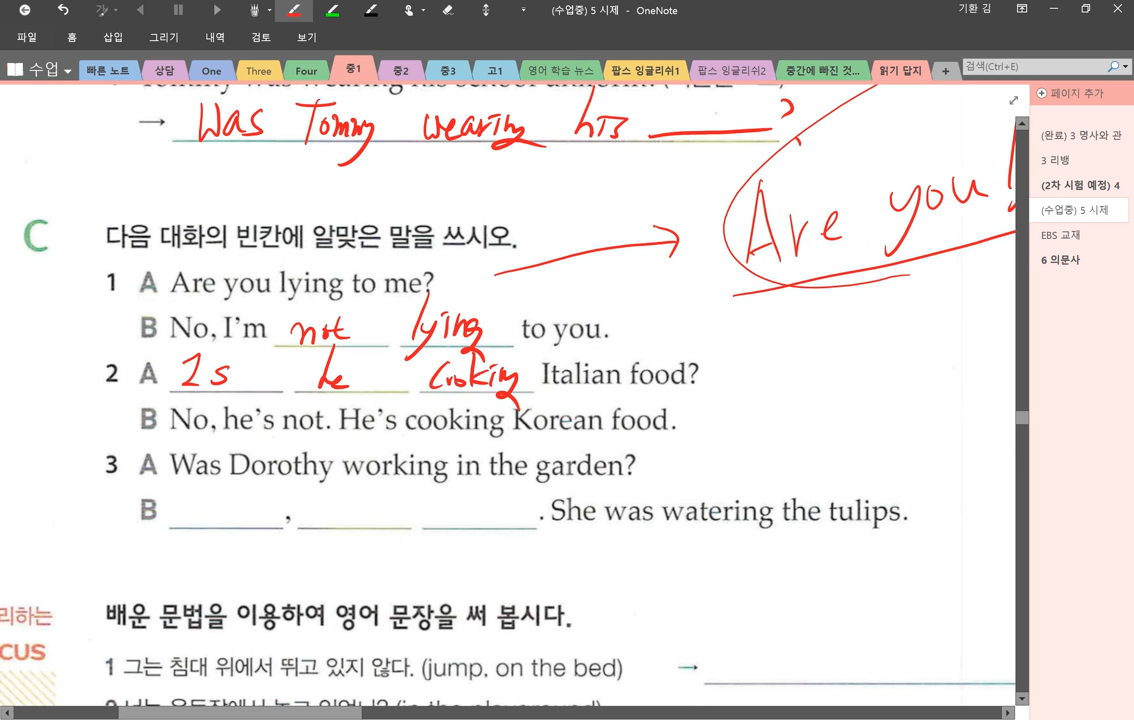 기환 김
(수업중) 5 시제 - OneNote
파일 홈 삽입 그리기 내역 검토 보기
수업 빠른 노트 상담 One Three Four 중1 중2 중3 고1 영어 학습 뉴스 팝스 잉글리쉬1 팝스 잉글리쉬2 중간에 빠진 것... 읽기 답지 + 검색(Ctrl+E)
페이지 추가
(완료) 3 명사와 관
3 리뱅
(2차 시험 예정) 4
(수업중) 5 시제
EBS 교재
6 의문사
→ Was Tommy wearing his ?
Are you
C 다음 대화의 빈칸에 알맞은 말을 쓰시오.
1 A Are you lying to me?
B No, I'm not lying to you.
2 A Is he cooking Italian food?
B No, he's not. He's cooking Korean food.
3 A Was Dorothy working in the garden?
B , . She was watering the tulips.
리하는
CUS
배운 문법을 이용하여 영어 문장을 써 봅시다.
1 그는 침대 위에서 뛰고 있지 않다. (jump, on the bed) →